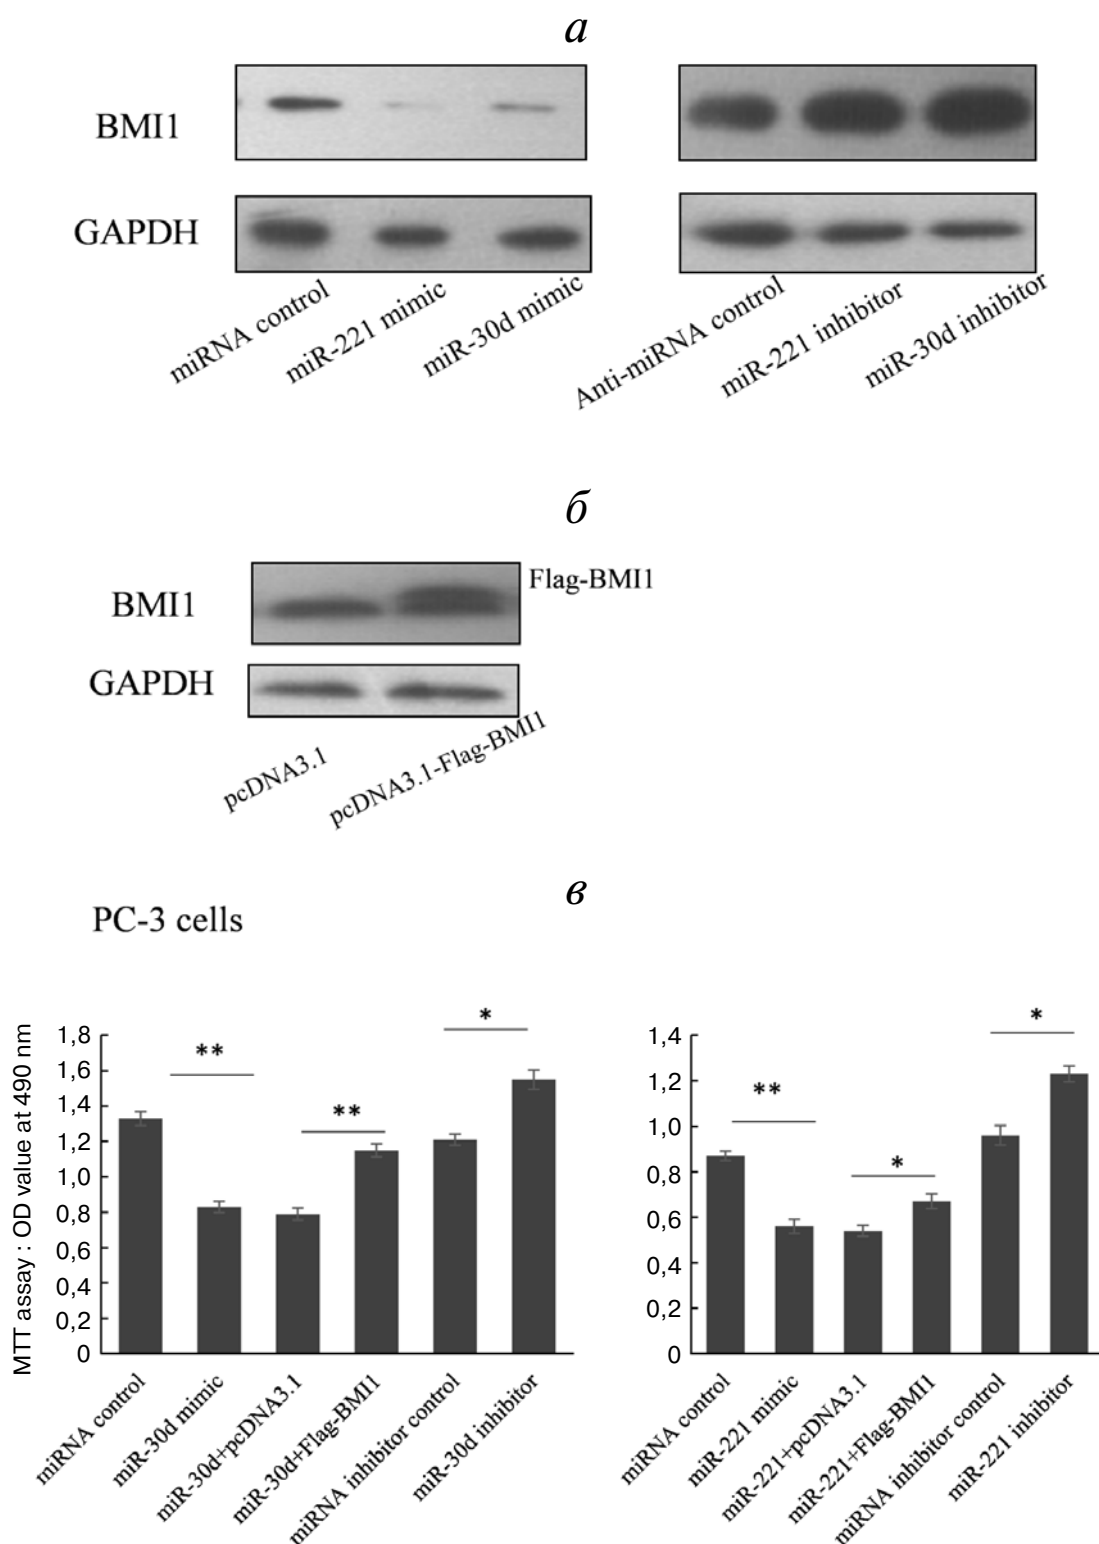 а
BMI1
GAPDH
miRNA control
miR-221 mimic
miR-30d mimic
Anti-miRNA control
miR-221 inhibitor
miR-30d inhibitor
б
BMI1
Flag-BMI1
GAPDH
pcDNA3.1
pcDNA3.1-Flag-BMI1
в
PC-3 cells
MTT assay : OD value at 490 nm
1,8
1,6
1,4
1,2
1,0
0,8
0,6
0,4
0,2
0
**
**
*
miRNA control
miR-30d mimic
miR-30d+pcDNA3.1
miR-30d+Flag-BMI1
miRNA inhibitor control
miR-30d inhibitor
1,4
1,2
1,0
0,8
0,6
0,4
0,2
0
**
*
*
miRNA control
miR-221 mimic
miR-221+pcDNA3.1
miR-221+Flag-BMI1
miRNA inhibitor control
miR-221 inhibitor